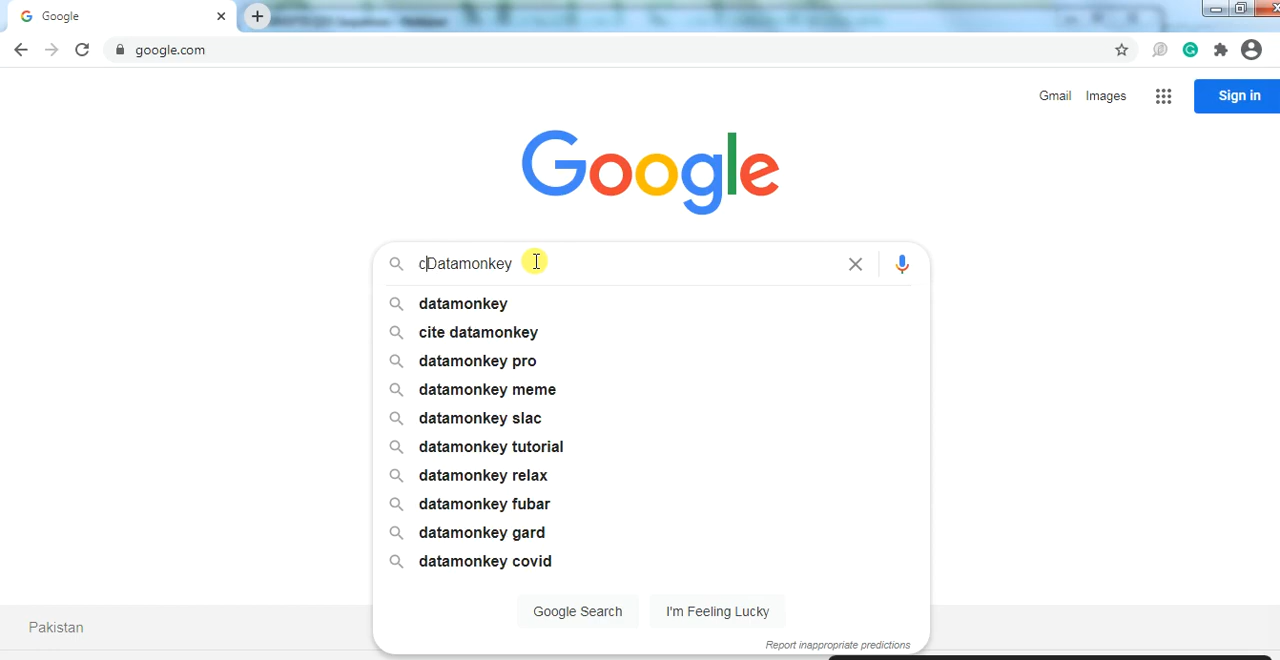 Google
google.com
Gmail Images Sign in
Google
cDatamonkey
datamonkey
cite datamonkey
datamonkey pro
datamonkey meme
datamonkey slac
datamonkey tutorial
datamonkey relax
datamonkey fubar
datamonkey gard
datamonkey covid
Google Search I'm Feeling Lucky
Report inappropriate predictions
Pakistan